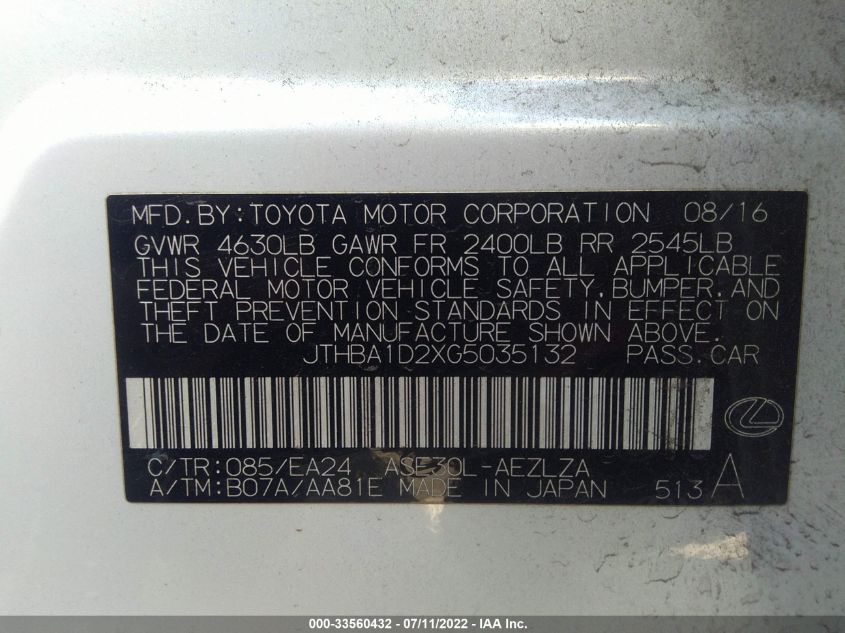 MFD.BY:TOYOTA MOTOR CORPORATION 08/16
GVWR 4630LB GAWR FR 2400LB RR 2545LB
THIS VEHICLE CONFORMS TO ALL APPLICABLE
FEDERAL MOTOR VEHICLE SAFETY, BUMPER, AND
THEFT PREVENTION STANDARDS IN EFFECT ON
THE DATE OF MANUFACTURE SHOWN ABOVE.
JTHBA1D2XG5035132 PASS.CAR
C/TR:085/EA24 ASE30L-AEZLZA
A/TM:B07A/AA81E MADE IN JAPAN 513 A
000-33560432 - 07/11/2022 - IAA Inc.